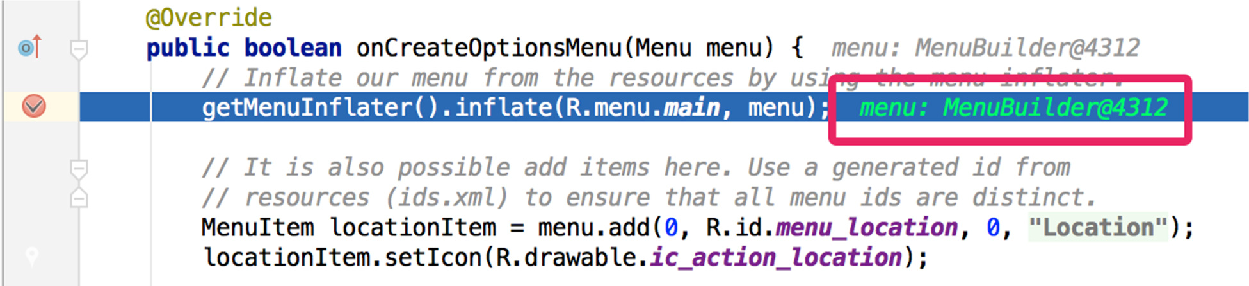 @Override
public boolean onCreateOptionsMenu(Menu menu) { menu: MenuBuilder@4312
// Inflate our menu from the resources by using the menu inflater.
getMenuInflater().inflate(R.menu.main, menu); menu: MenuBuilder@4312
// It is also possible add items here. Use a generated id from
// resources (ids.xml) to ensure that all menu ids are distinct.
MenuItem locationItem = menu.add(0, R.id.menu_location, 0, "Location");
locationItem.setIcon(R.drawable.ic_action_location);